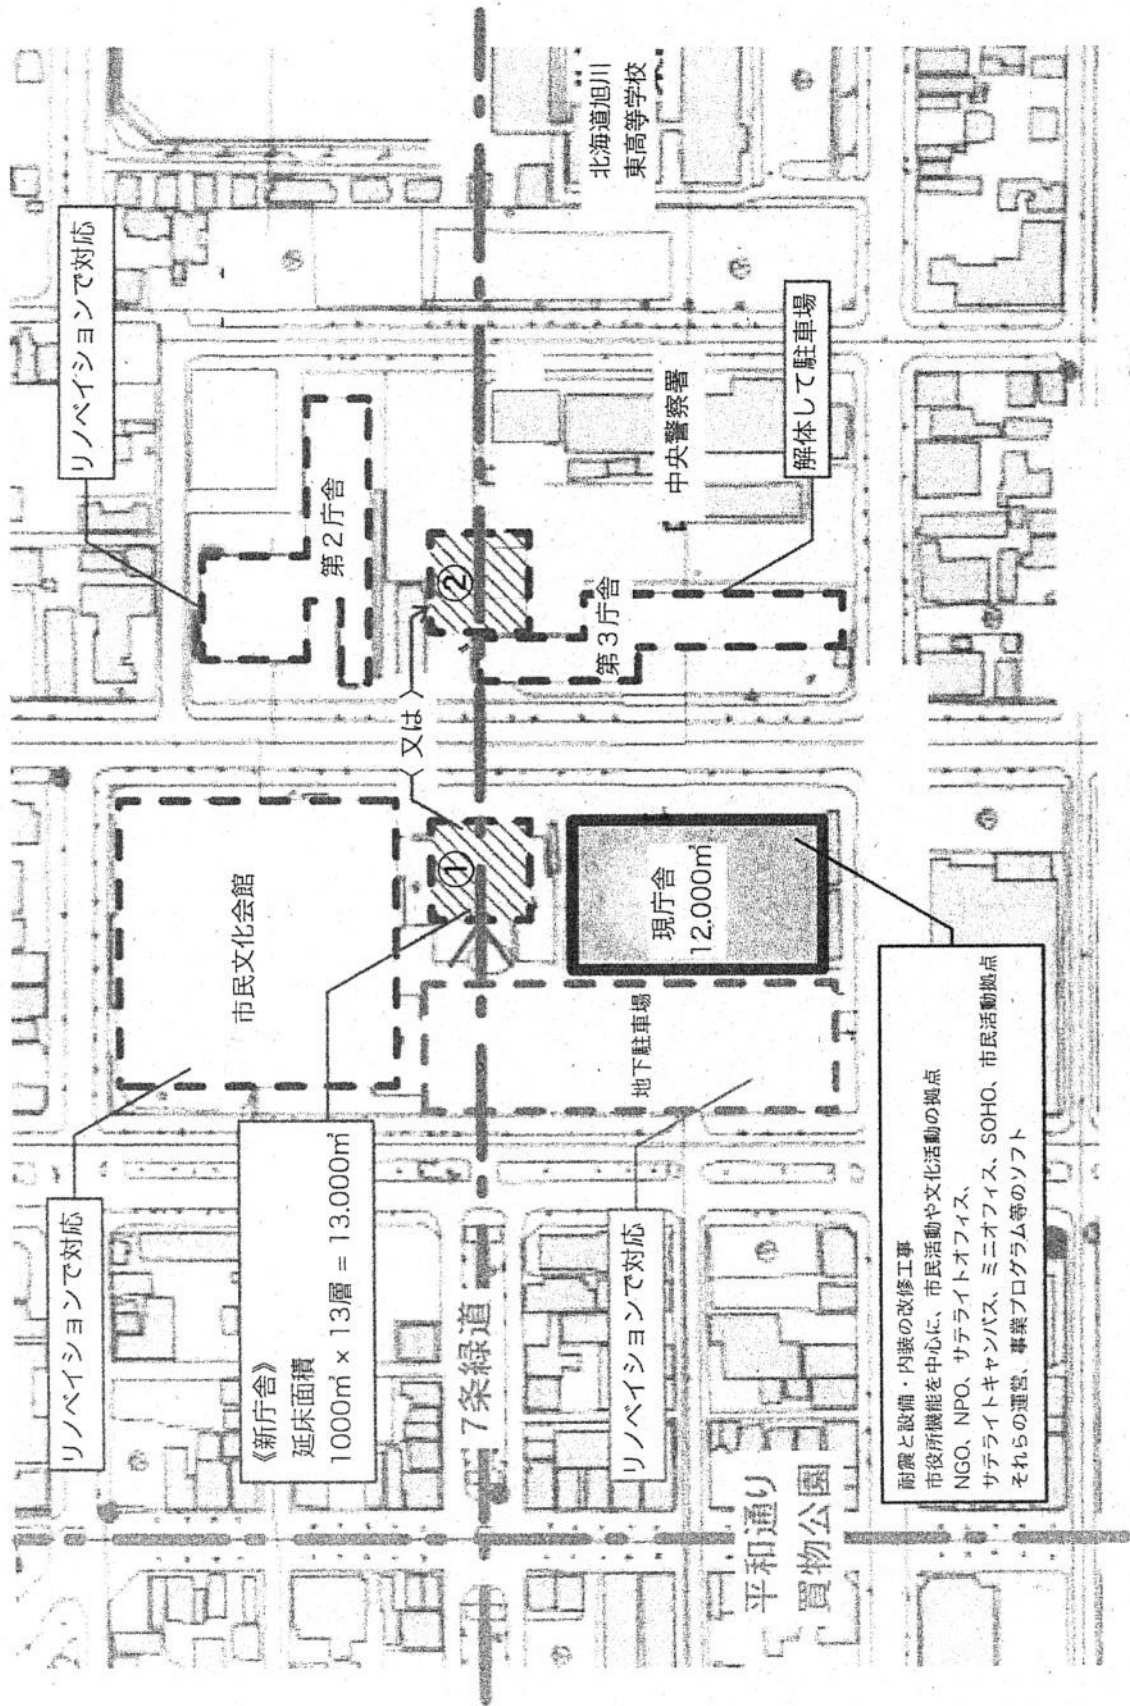 北海道旭川
東高等学校
リノベイションで対応
第2庁舎
②
中央警察署
解体して駐車場
第3庁舎
又は
市民文化会館
①
現庁舎
12.000㎡
地下駐車場
リノベイションで対応
《新庁舎》
延床面積
1000㎡ × 13層 = 13.000㎡
7条緑道
リノベイションで対応
平和通り
買物公園
耐震と設備・内装の改修工事
市役所機能を中心に、市民活動や文化活動の拠点
NGO、NPO、サテライトオフィス、
サテライトキャンパス、ミニオフィス、SOHO、市民活動拠点
それらの運営、事業プログラム等のソフト